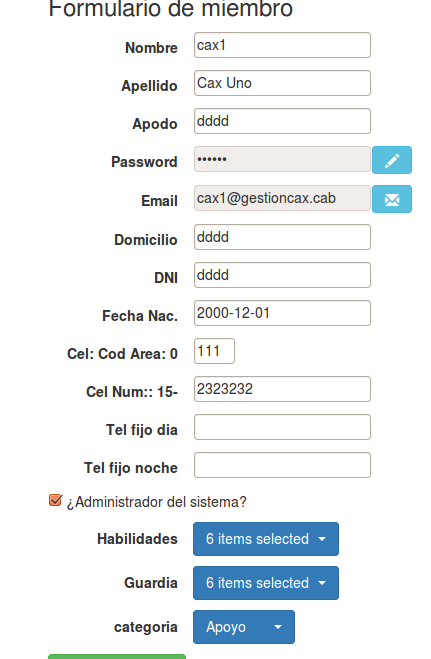 Formulario de miembro
Nombre cax1
Apellido Cax Uno
Apodo dddd
Password ••••••
Email cax1@gestioncax.cab
Domicilio dddd
DNI dddd
Fecha Nac. 2000-12-01
Cel: Cod Area: 0 111
Cel Num:: 15- 2323232
Tel fijo dia
Tel fijo noche
¿Administrador del sistema?
Habilidades 6 items selected
Guardia 6 items selected
categoria Apoyo